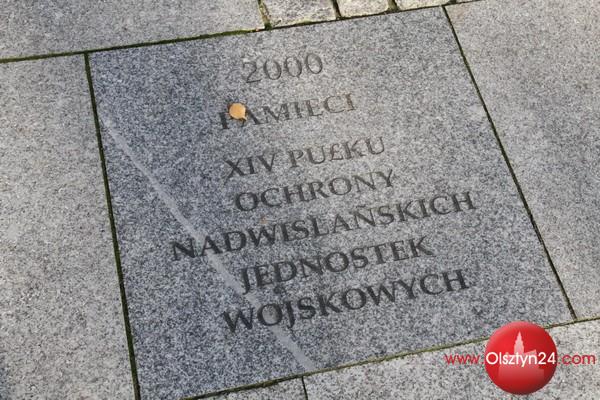 2000
PAMIĘCI
XIV PUŁKU
OCHRONY
NADWIŚLAŃSKICH
JEDNOSTEK
WOJSKOWYCH
www.Olsztyn24.com